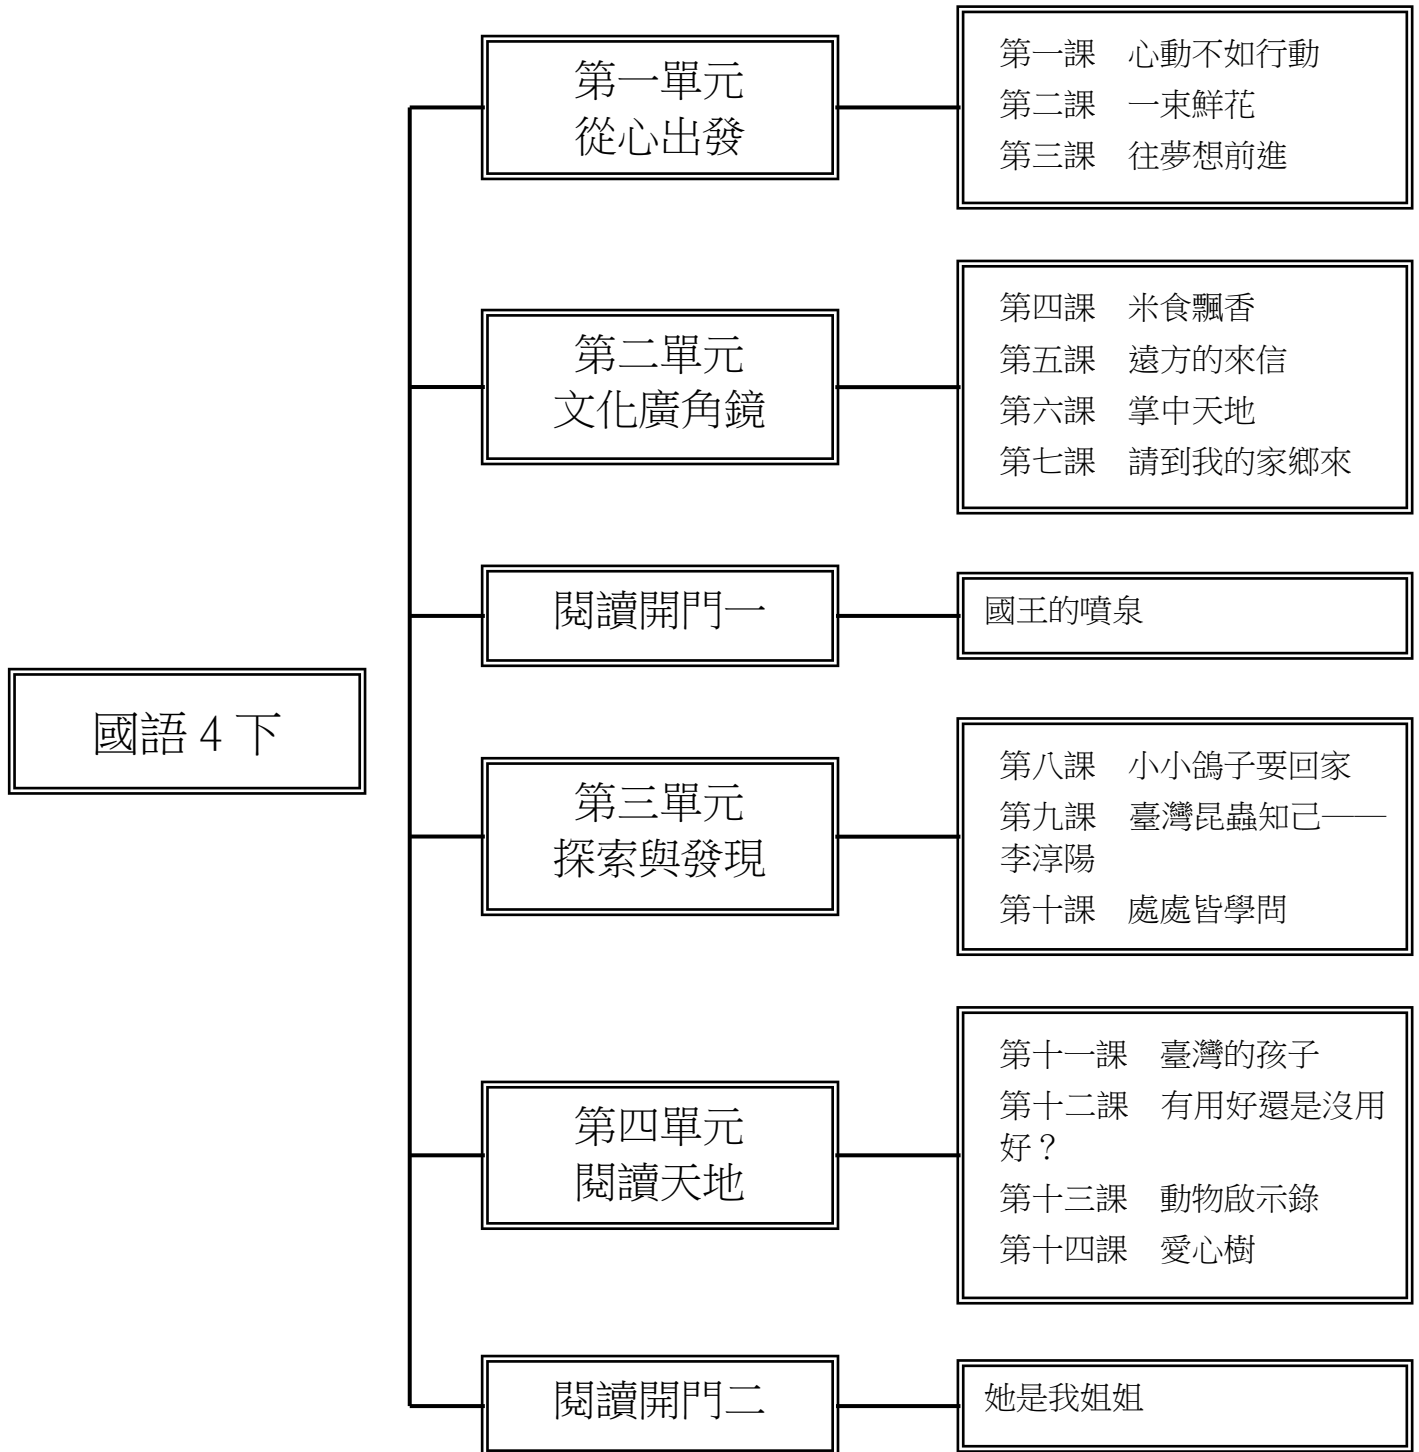 第一單元
從心出發
第一課　心動不如行動
第二課　一束鮮花
第三課　往夢想前進
第二單元
文化廣角鏡
第四課　米食飄香
第五課　遠方的來信
第六課　掌中天地
第七課　請到我的家鄉來
閱讀開門一
國王的噴泉
國語4下
第三單元
探索與發現
第八課　小小鴿子要回家
第九課　臺灣昆蟲知己——
李淳陽
第十課　處處皆學問
第四單元
閱讀天地
第十一課　臺灣的孩子
第十二課　有用好還是沒用
好？
第十三課　動物啟示錄
第十四課　愛心樹
閱讀開門二
她是我姐姐